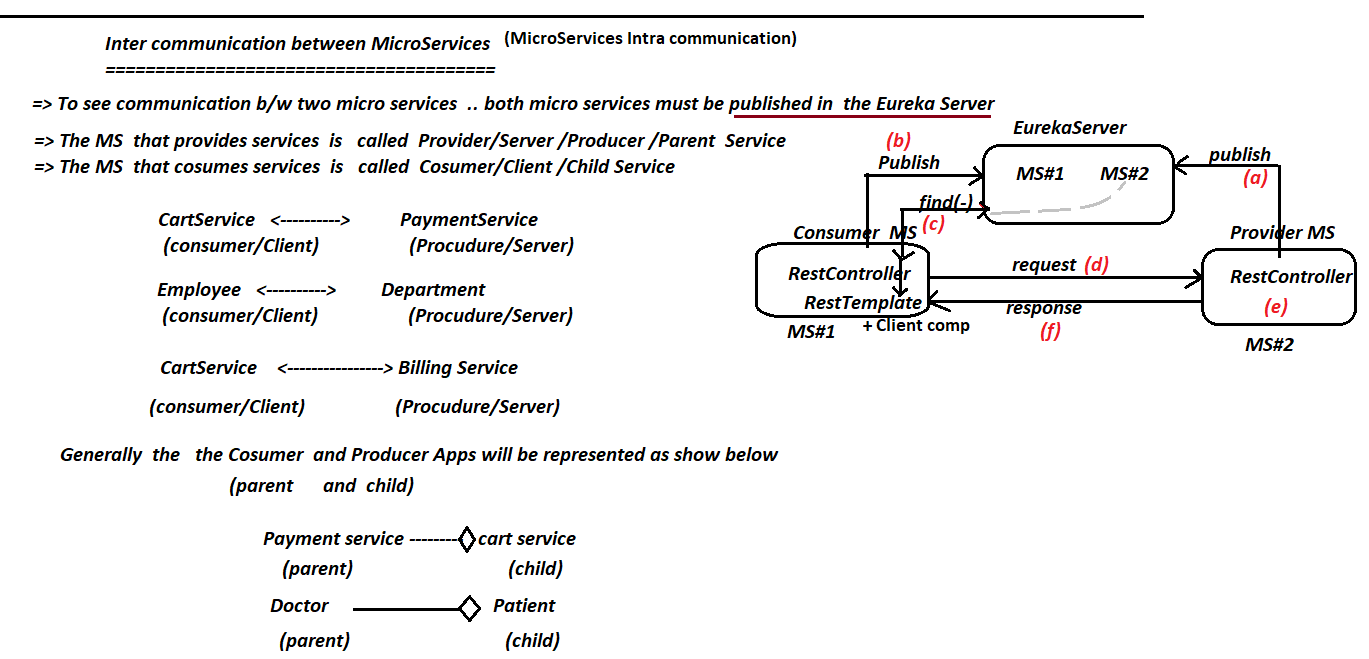 Inter communication between MicroServices (MicroServices Intra communication)
=======================================
=> To see communication b/w two micro services .. both micro services must be published in the Eureka Server
=> The MS that provides services is called Provider/Server /Producer /Parent Service
=> The MS that cosumes services is called Cosumer/Client /Child Service
CartService <----------> PaymentService
(consumer/Client) (Procudure/Server)
Employee <----------> Department
(consumer/Client) (Procudure/Server)
CartService <----------------> Billing Service
(consumer/Client) (Procudure/Server)
Generally the the Cosumer and Producer Apps will be represented as show below
(parent and child)
Payment service -------- cart service
(parent) (child)
Doctor Patient
(parent) (child)
EurekaServer
(b)
Publish
MS#1 MS#2
publish
(a)
find(-)
(c)
Consumer MS
RestController
RestTemplate
+ Client comp
MS#1
request (d)
response
(f)
Provider MS
RestController
(e)
MS#2